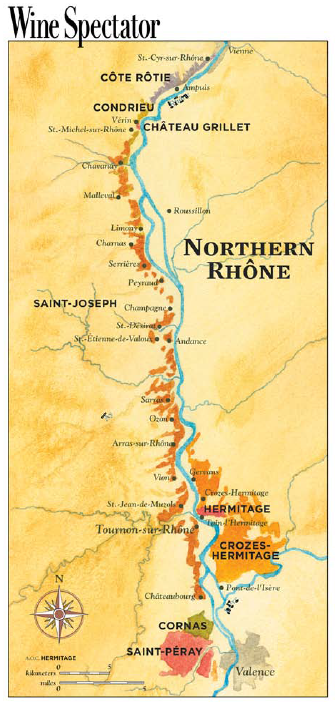 Wine Spectator
Vienne
St.-Cyr-sur-Rhône
CÔTE RÔTIE
Ampuis
CONDRIEU
Vérin
CHÂTEAU GRILLET
St.-Michel-sur-Rhône
Chavanay
Malleval
Roussillon
Limony
Charnas
NORTHERN
RHÔNE
Serrières
Peyraud
SAINT-JOSEPH
Champagne
St.-Désirat
St.-Etienne-de-Valoux
Andance
Sarras
Ozon
Arras-sur-Rhône
Gervans
Vion
Crozes-Hermitage
St.-Jean-de-Muzols
HERMITAGE
Tain-l'Hermitage
Tournon-sur-Rhône
CROZES-
HERMITAGE
Pont-de-l'Isère
Châteaubourg
N
CORNAS
SAINT-PÉRAY
A.O.C. HERMITAGE
Valence
0 5
kilometers
miles
0 5